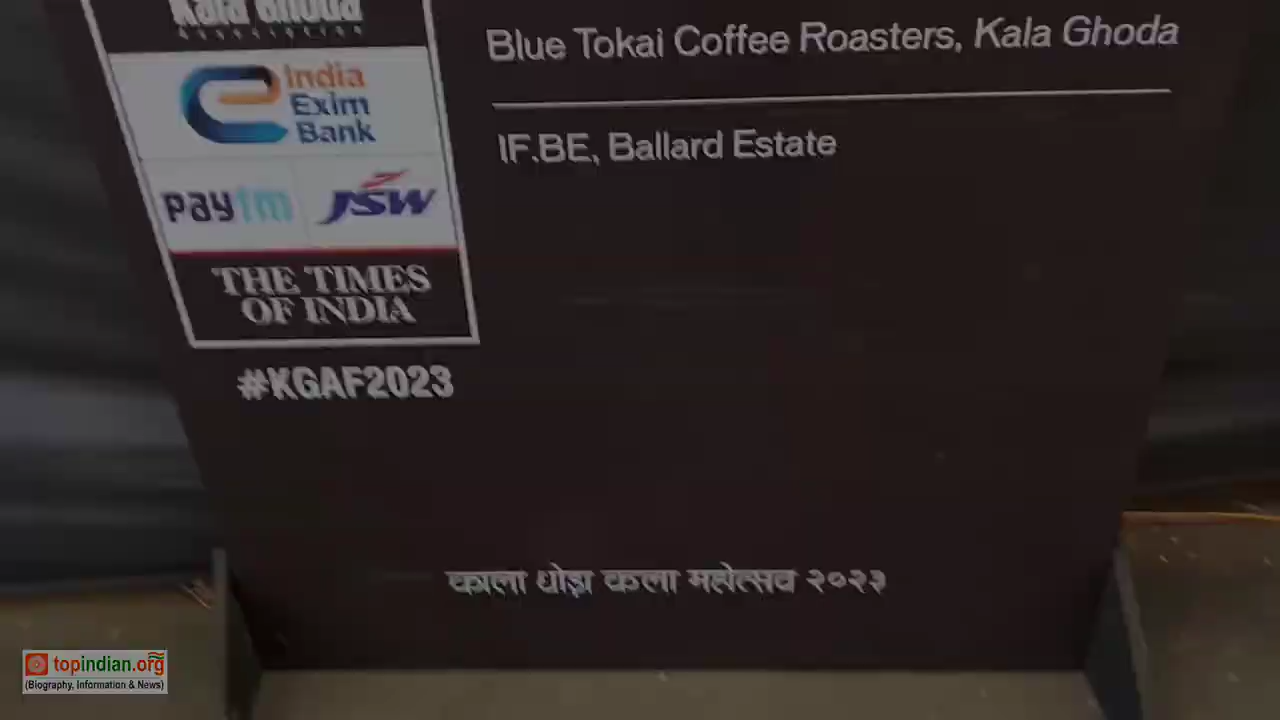 Kala Ghoda
ASSOCIATION
India
Exim
Bank
paytm
JSW
THE TIMES
OF INDIA
#KGAF2023
Blue Tokai Coffee Roasters, Kala Ghoda
IF.BE, Ballard Estate
काला घोड़ा कला महोत्सव २०२३
topindian.org
(Biography, Information & News)